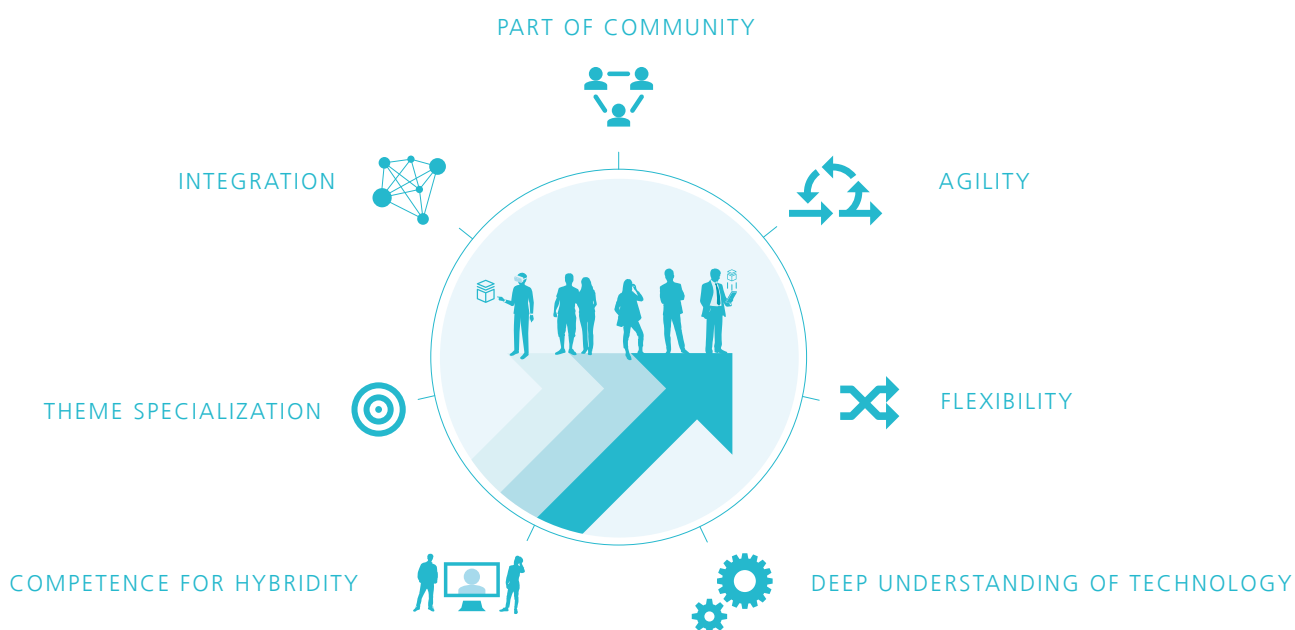 PART OF COMMUNITY
INTEGRATION
AGILITY
THEME SPECIALIZATION
FLEXIBILITY
COMPETENCE FOR HYBRIDITY
DEEP UNDERSTANDING OF TECHNOLOGY